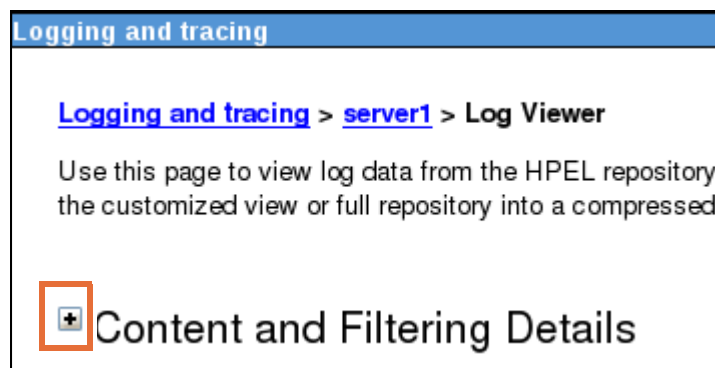 Logging and tracing
Logging and tracing > server1 > Log Viewer
Use this page to view log data from the HPEL repository
the customized view or full repository into a compressed
Content and Filtering Details